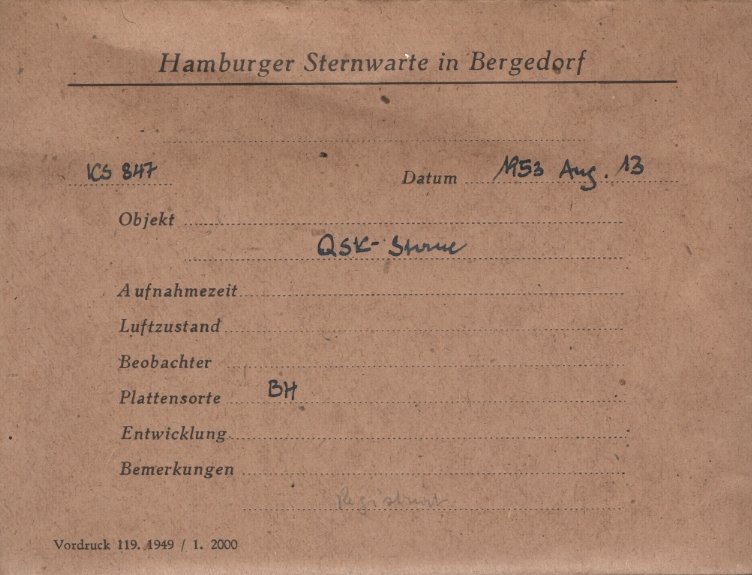 Hamburger Sternwarte in Bergedorf
KS 847 Datum 1953 Aug. 13
Objekt
QSK-Sterne
Aufnahmezeit
Luftzustand
Beobachter
Plattensorte BH
Entwicklung
Bemerkungen
Registriert
Vordruck 119. 1949 / 1. 2000